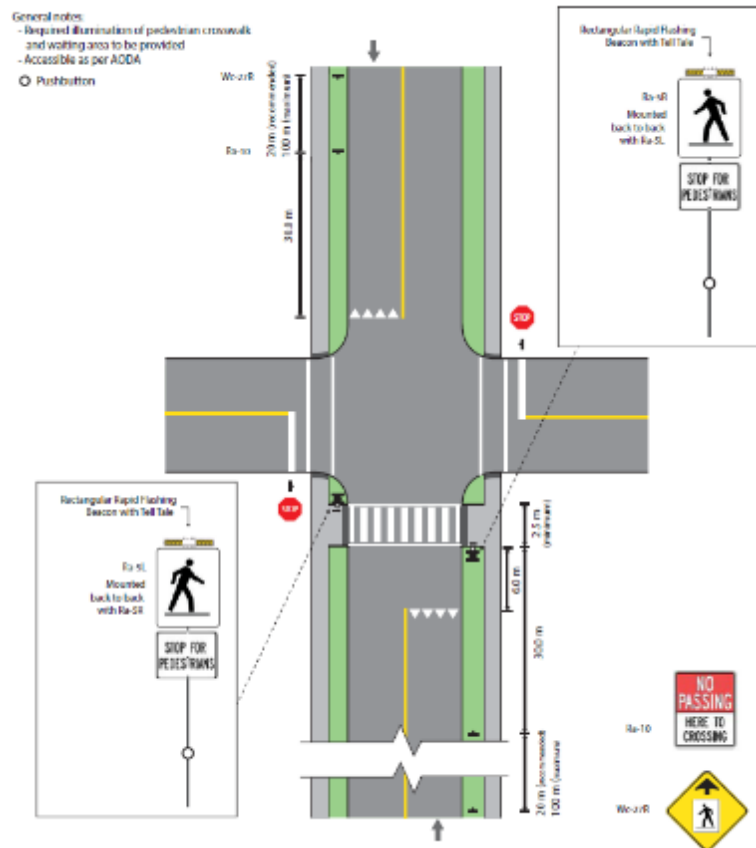 General notes:
- Required illumination of pedestrian crosswalk
and waiting area to be provided
- Accessible as per AODA
Pushbutton
Wc-27R
20 m (recommended)
100 m (maximum)
Ra-10
30.0 m
Rectangular Rapid Flashing
Beacon with Tell Tale
Ra-5R
Mounted
back to back
with Ra-5L
STOP FOR
PEDESTRIANS
STOP
STOP
Rectangular Rapid Flashing
Beacon with Tell Tale
Ra-5L
Mounted
back to back
with Ra-5R
STOP FOR
PEDESTRIANS
2.5 m
(minimum)
6.0 m
30.0 m
20 m (recommended)
100 m (maximum)
Ra-10
NO
PASSING
HERE TO
CROSSING
Wc-27R